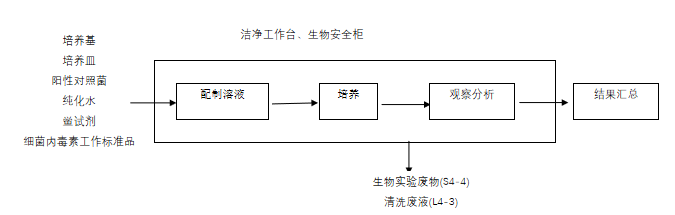 洁净工作台、生物安全柜
培养基
培养皿
阳性对照菌
纯化水
鲎试剂
细菌内毒素工作标准品
配制溶液
培养
观察分析
结果汇总
生物实验废物(S4-4)
清洗废液(L4-3)